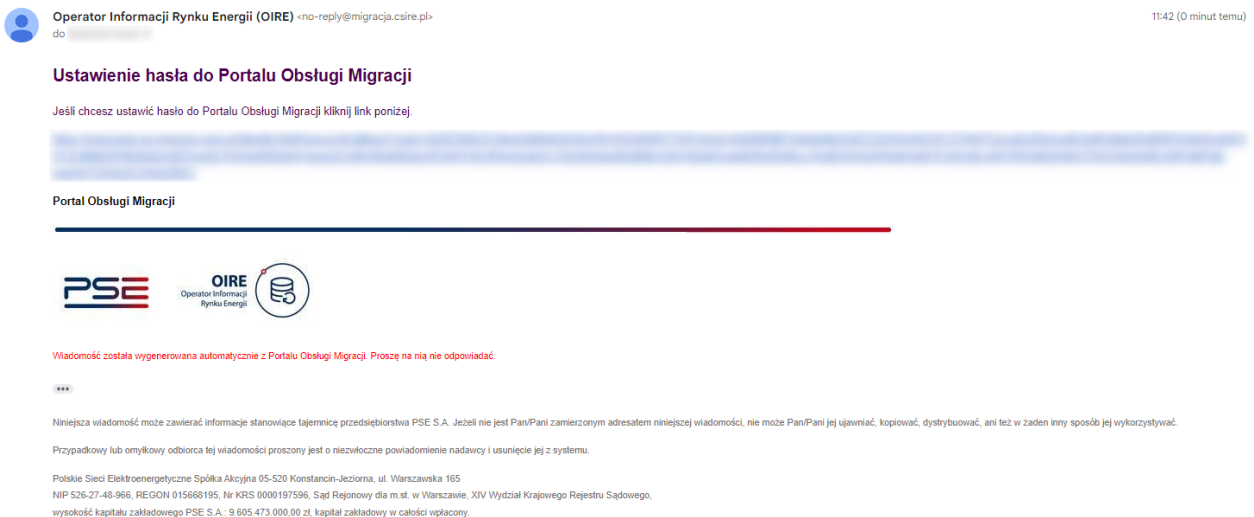 Operator Informacji Rynku Energii (OIRE) <no-reply@migracja.csire.pl>
11:42 (0 minut temu)
do
Ustawienie hasła do Portalu Obsługi Migracji
Jeśli chcesz ustawić hasło do Portalu Obsługi Migracji kliknij link poniżej.
Portal Obsługi Migracji
PSE
OIRE
Operator Informacji
Rynku Energii
Wiadomość została wygenerowana automatycznie z Portalu Obsługi Migracji. Proszę na nią nie odpowiadać.
Niniejsza wiadomość może zawierać informacje stanowiące tajemnicę przedsiębiorstwa PSE S.A. Jeżeli nie jest Pan/Pani zamierzonym adresatem niniejszej wiadomości, nie może Pan/Pani jej ujawniać, kopiować, dystrybuować, ani też w żaden inny sposób jej wykorzystywać.
Przypadkowy lub omyłkowy odbiorca tej wiadomości proszony jest o niezwłoczne powiadomienie nadawcy i usunięcie jej z systemu.
Polskie Sieci Elektroenergetyczne Spółka Akcyjna 05-520 Konstancin-Jeziorna, ul. Warszawska 165
NIP 526-27-48-966, REGON 015668195, Nr KRS 0000197596, Sąd Rejonowy dla m.st. w Warszawie, XIV Wydział Krajowego Rejestru Sądowego,
wysokość kapitału zakładowego PSE S.A.: 9.605.473.000,00 zł, kapitał zakładowy w całości wpłacony.